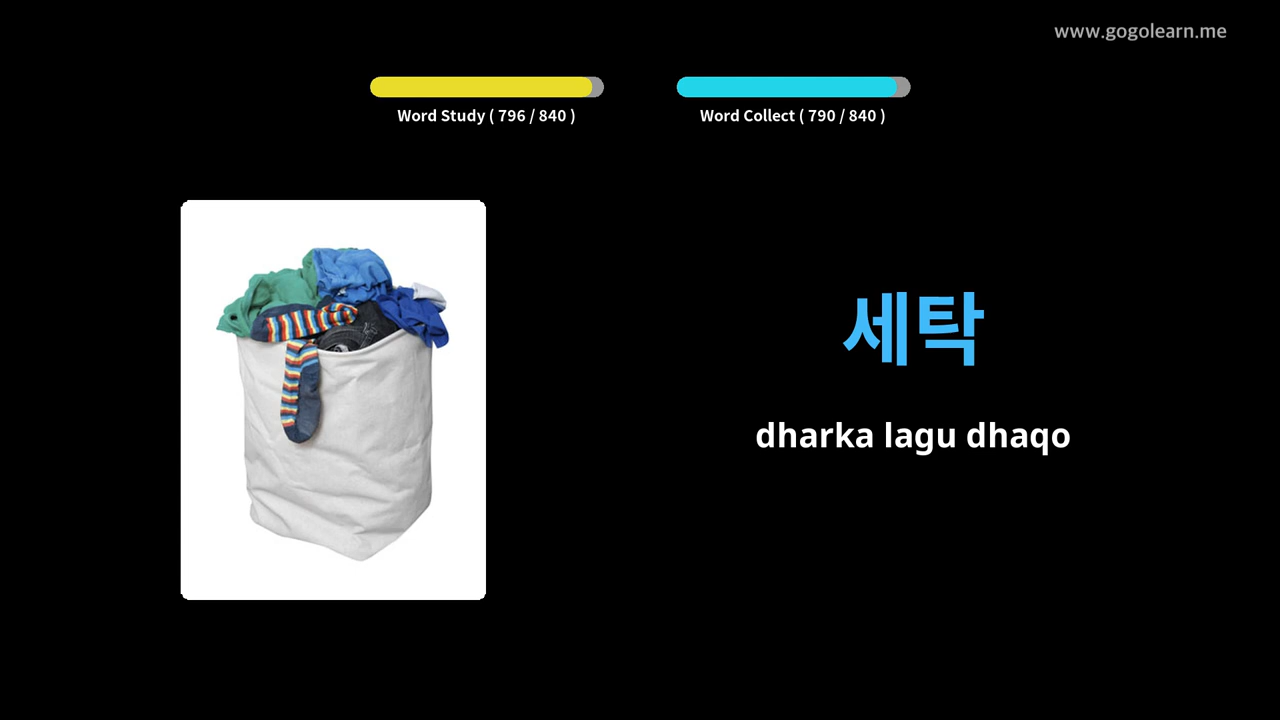 www.gogolearn.me
Word Study ( 796 / 840 )
Word Collect ( 790 / 840 )
세탁
dharka lagu dhaqo